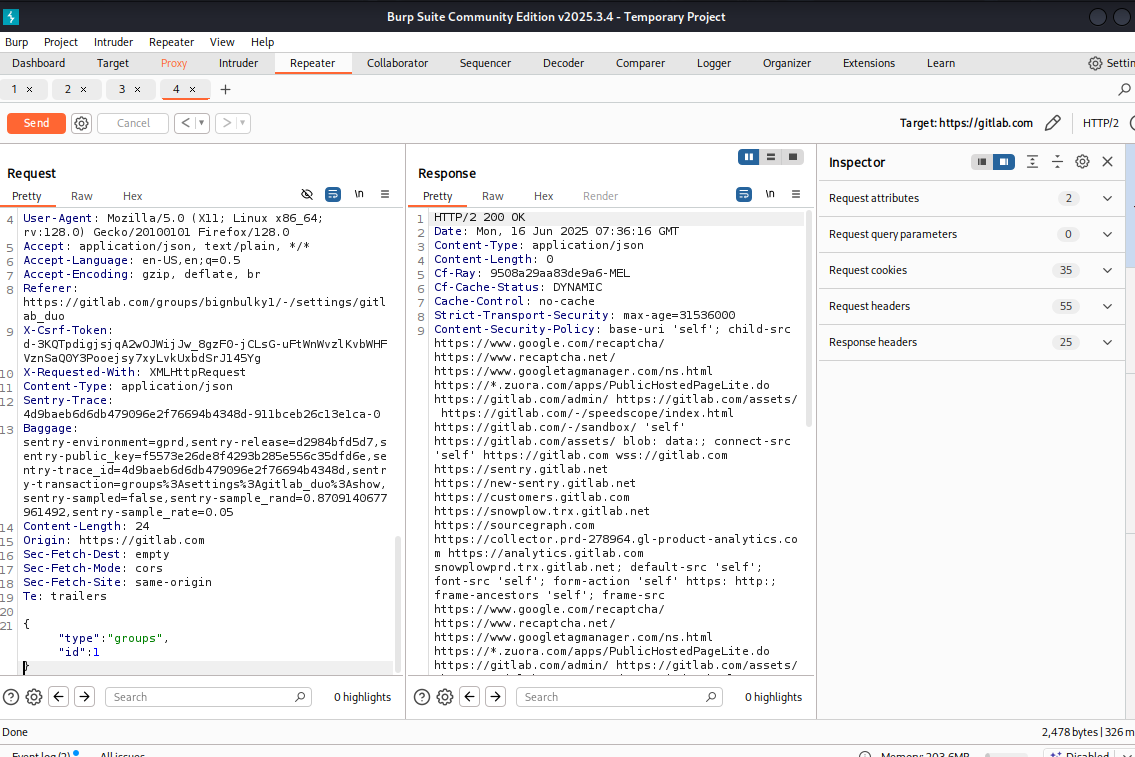 Burp Suite Community Edition v2025.3.4 - Temporary Project
Burp Project Intruder Repeater View Help
Dashboard Target Proxy Intruder Repeater Collaborator Sequencer Decoder Comparer Logger Organizer Extensions Learn
1 × 2 × 3 × 4 × +
Send Cancel < > Target: https://gitlab.com HTTP/2
Request
Pretty Raw Hex \n
4 User-Agent: Mozilla/5.0 (X11; Linux x86_64;
rv:128.0) Gecko/20100101 Firefox/128.0
5 Accept: application/json, text/plain, */*
6 Accept-Language: en-US,en;q=0.5
7 Accept-Encoding: gzip, deflate, br
8 Referer:
https://gitlab.com/groups/bignbulky1/-/settings/gitl
ab_duo
9 X-Csrf-Token:
d-3KQTpdigjsjqA2wOJWijJw_8gzFO-jCLsG-uFtWnWvzlKvbWHF
VznSaQ0Y3Pooejsy7xyLvkUxbdSrJl45Yg
10 X-Requested-With: XMLHttpRequest
11 Content-Type: application/json
12 Sentry-Trace:
4d9baeb6d6db479096e2f76694b4348d-911bceb26c13e1ca-0
13 Baggage:
sentry-environment=gprd,sentry-release=d2984bfd5d7,s
entry-public_key=f5573e26de8f4293b285e556c35dfd6e,se
ntry-trace_id=4d9baeb6d6db479096e2f76694b4348d,sentr
y-transaction=groups%3Asettings%3Agitlab_duo%3Ashow,
sentry-sampled=false,sentry-sample_rand=0.8709140677
961492,sentry-sample_rate=0.05
14 Content-Length: 24
15 Origin: https://gitlab.com
16 Sec-Fetch-Dest: empty
17 Sec-Fetch-Mode: cors
18 Sec-Fetch-Site: same-origin
19 Te: trailers
20
21 {
"type":"groups",
"id":1
}
Search 0 highlights
Response
Pretty Raw Hex Render \n
1 HTTP/2 200 OK
2 Date: Mon, 16 Jun 2025 07:36:16 GMT
3 Content-Type: application/json
4 Content-Length: 0
5 Cf-Ray: 9508a29aa83de9a6-MEL
6 Cf-Cache-Status: DYNAMIC
7 Cache-Control: no-cache
8 Strict-Transport-Security: max-age=31536000
9 Content-Security-Policy: base-uri 'self'; child-src
https://www.google.com/recaptcha/
https://www.recaptcha.net/
https://www.googletagmanager.com/ns.html
https://*.zuora.com/apps/PublicHostedPageLite.do
https://gitlab.com/admin/ https://gitlab.com/assets/
https://gitlab.com/-/speedscope/index.html
https://gitlab.com/-/sandbox/ 'self'
https://gitlab.com/assets/ blob: data:; connect-src
'self' https://gitlab.com wss://gitlab.com
https://sentry.gitlab.net
https://new-sentry.gitlab.net
https://customers.gitlab.com
https://snowplow.trx.gitlab.net
https://sourcegraph.com
https://collector.prd-278964.gl-product-analytics.co
m https://analytics.gitlab.com
snowplowprd.trx.gitlab.net; default-src 'self';
font-src 'self'; form-action 'self' https: http:;
frame-ancestors 'self'; frame-src
https://www.google.com/recaptcha/
https://www.recaptcha.net/
https://www.googletagmanager.com/ns.html
https://*.zuora.com/apps/PublicHostedPageLite.do
https://gitlab.com/admin/ https://gitlab.com/assets/
Search 0 highlights
Inspector
Request attributes 2
Request query parameters 0
Request cookies 35
Request headers 55
Response headers 25
Done 2,478 bytes | 326 m
Event log (2) All issues Memory: 203.6MB Disabled